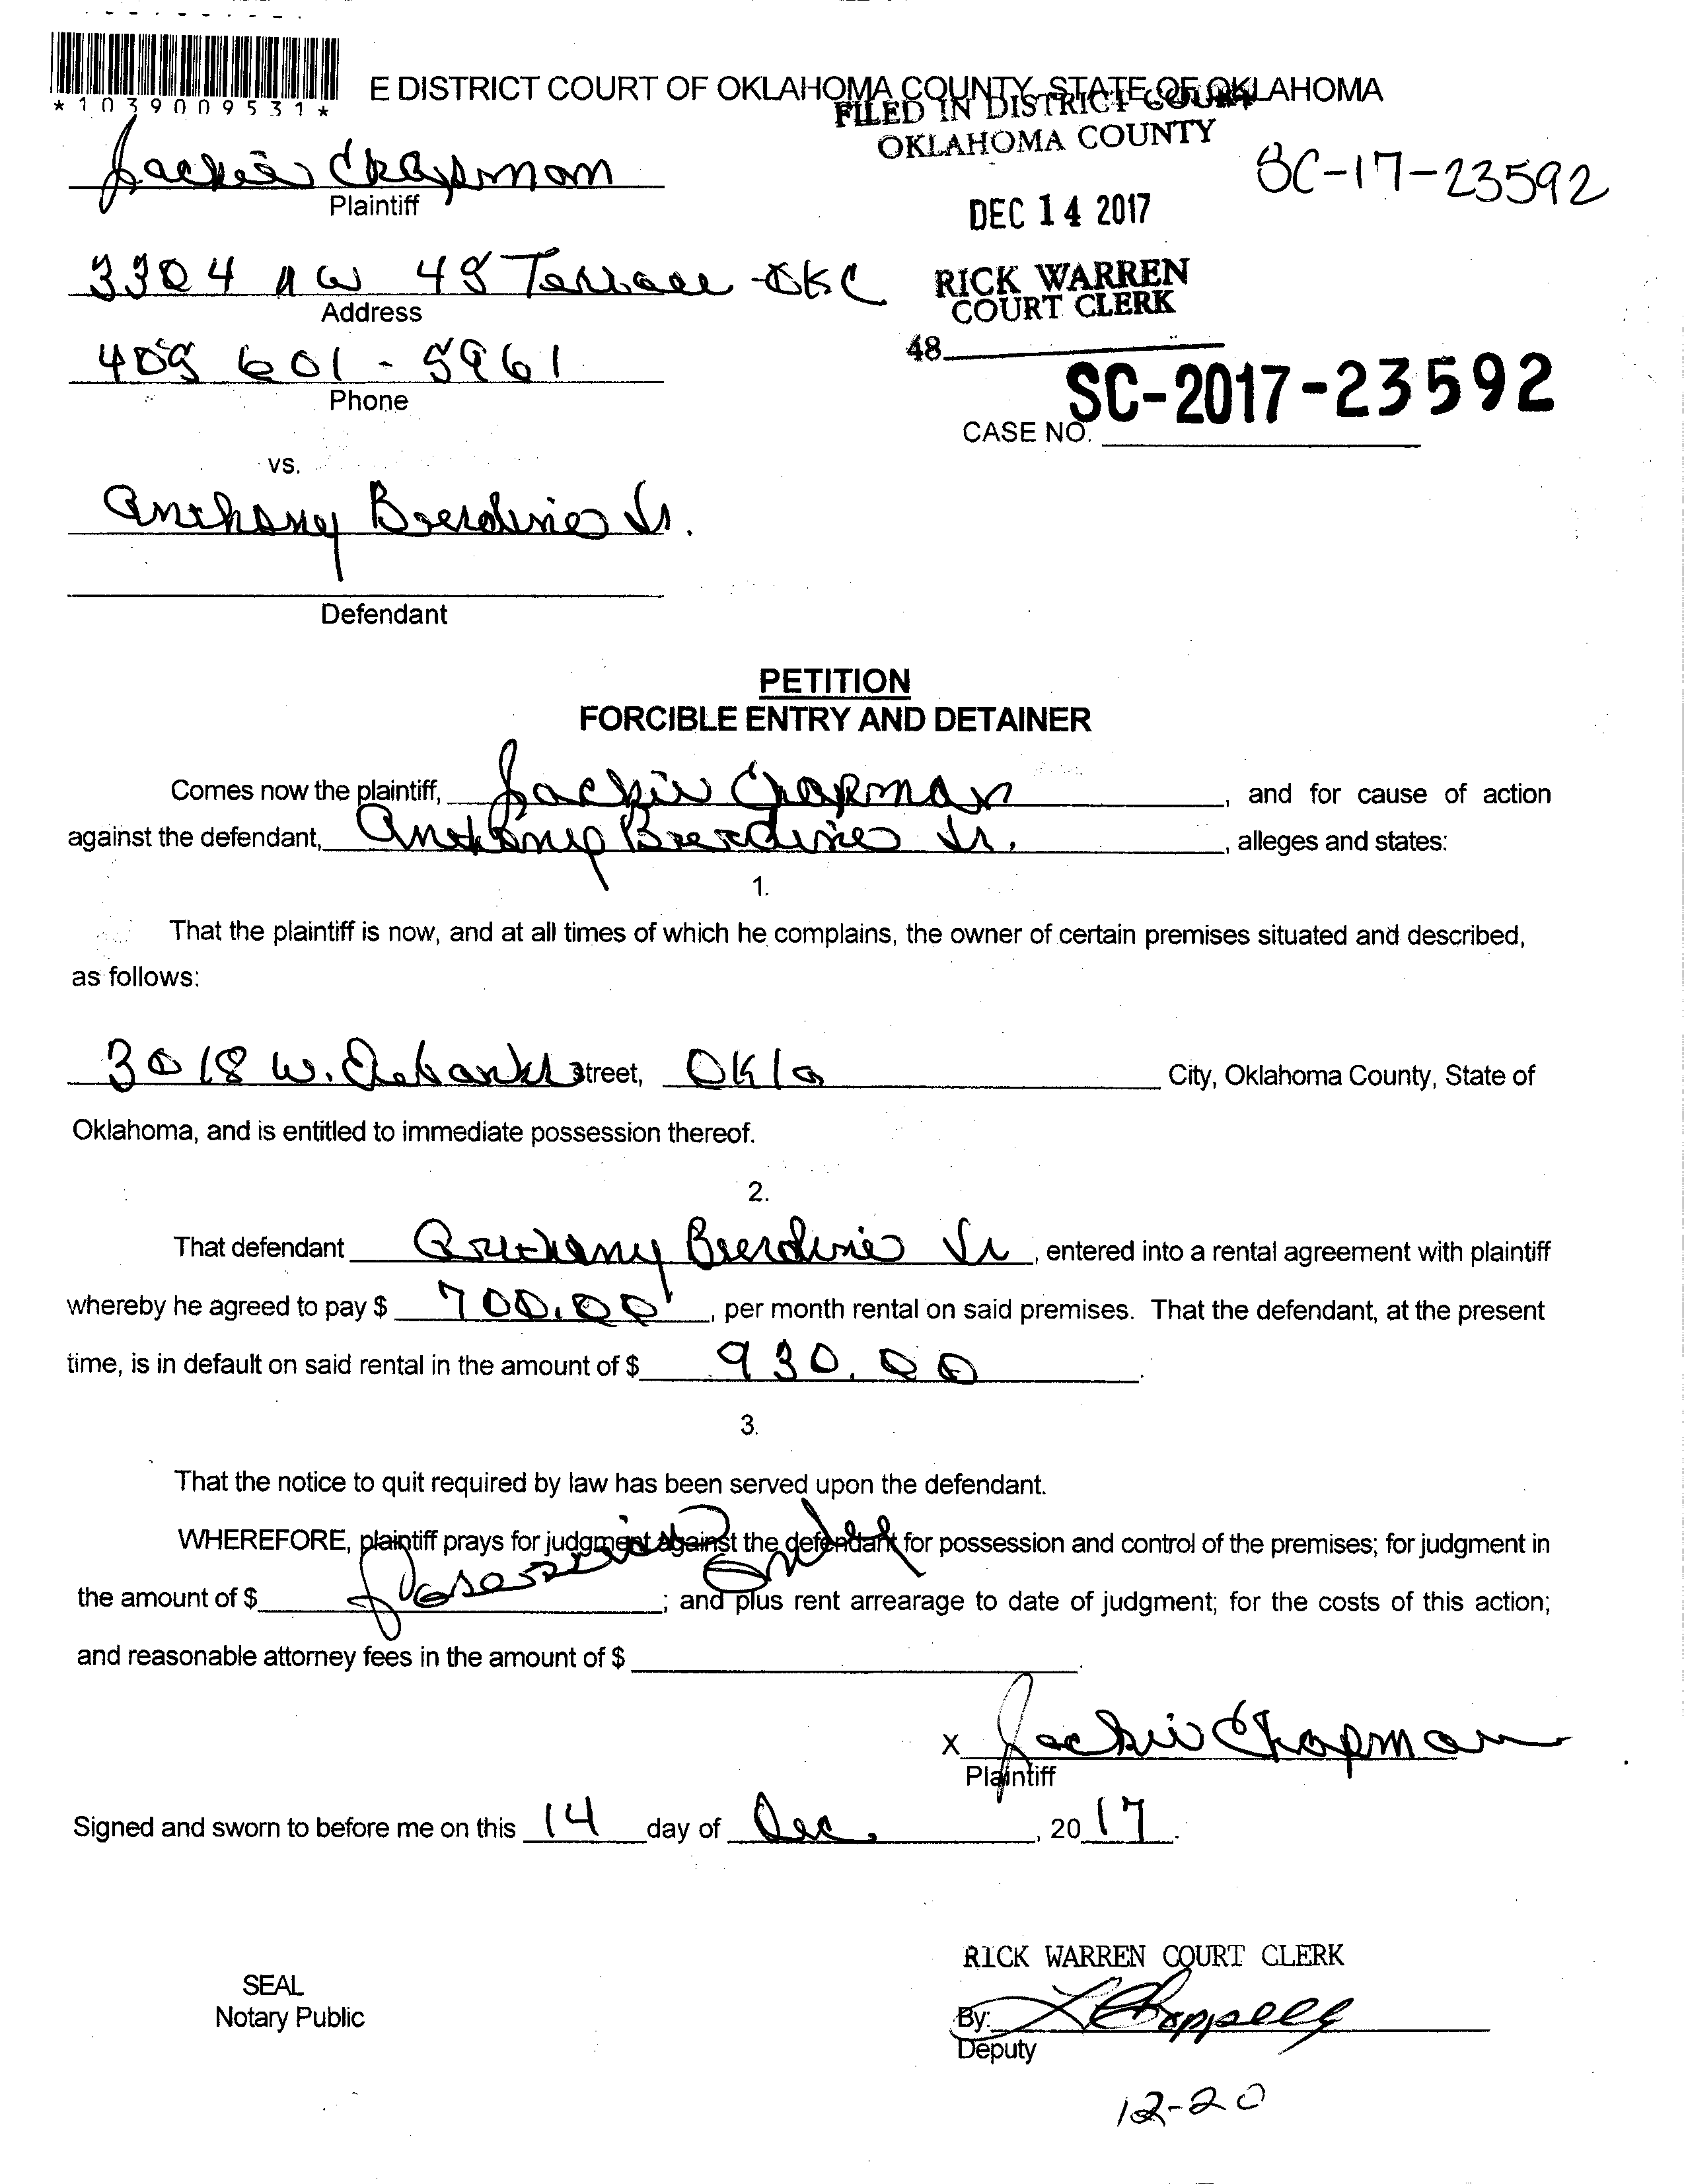 *1039009531*
E DISTRICT COURT OF OKLAHOMA COUNTY, STATE OF OKLAHOMA
FILED IN DISTRICT COURT
OKLAHOMA COUNTY
Jackie Chapman
SC-17-23592
Plaintiff
DEC 14 2017
3304 NW 48 Terrace OKC
RICK WARREN
COURT CLERK
Address
48
405 601-5961
Phone
SC-2017-23592
CASE NO.
vs.
Anthony Jr.
Defendant
PETITION
FORCIBLE ENTRY AND DETAINER
Comes now the plaintiff, Jackie Chapman, and for cause of action
against the defendant, Anthony Jr., alleges and states:
1.
That the plaintiff is now, and at all times of which he complains, the owner of certain premises situated and described,
as follows:
3018 W. street, Okla City, Oklahoma County, State of
Oklahoma, and is entitled to immediate possession thereof.
2.
That defendant Anthony Jr, entered into a rental agreement with plaintiff
whereby he agreed to pay $ 700.00, per month rental on said premises. That the defendant, at the present
time, is in default on said rental in the amount of $ 930.00.
3.
That the notice to quit required by law has been served upon the defendant.
WHEREFORE, plaintiff prays for judgment against the defendant for possession and control of the premises; for judgment in
the amount of $ Possession Only; and plus rent arrearage to date of judgment; for the costs of this action;
and reasonable attorney fees in the amount of $ .
X Jackie Chapman
Plaintiff
Signed and sworn to before me on this 14 day of Dec, 2017.
RICK WARREN COURT CLERK
SEAL
Notary Public
By: L Chappell
Deputy
12-20